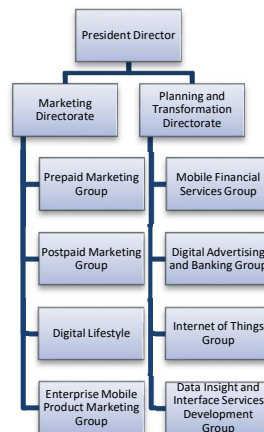 President Director
Marketing
Directorate
Planning and
Transformation
Directorate
Prepaid Marketing
Group
Mobile Financial
Services Group
Postpaid Marketing
Group
Digital Advertising
and Banking Group
Digital Lifestyle
Internet of Things
Group
Enterprise Mobile
Product Marketing
Group
Data Insight and
Interface Services
Development
Group